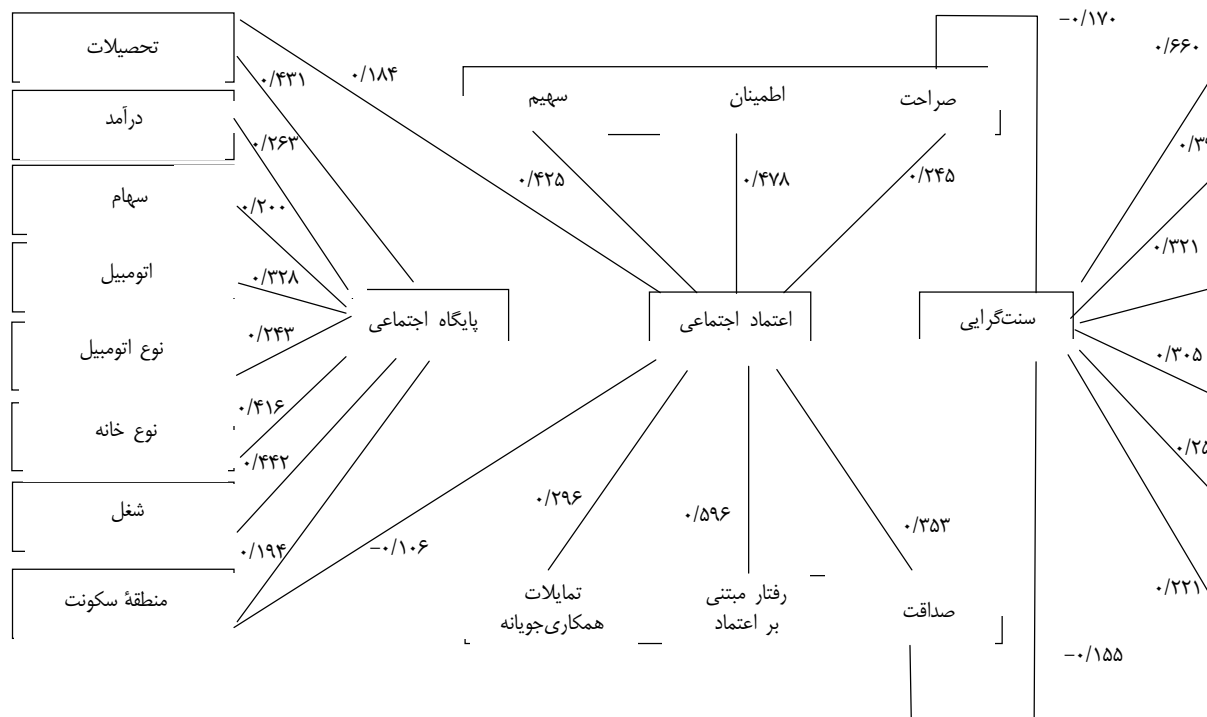 -۰/۱۷۰
۰/۶۶۰
تحصیلات
۰/۴۳۱
۰/۱۸۴
سهیم
اطمینان
صراحت
درآمد
۰/۲۶۳
سهام
۰/۲۰۰
۰/۴۲۵
۰/۴۷۸
۰/۲۴۵
۰/۳۲۱
اتومبیل
۰/۳۲۸
پایگاه اجتماعی
اعتماد اجتماعی
سنت‌گرایی
نوع اتومبیل
۰/۲۴۳
۰/۳۰۵
نوع خانه
۰/۴۱۶
۰/۴۴۲
شغل
۰/۲۹۶
۰/۵۹۶
۰/۳۵۳
۰/۱۹۴
-۰/۱۰۶
منطقهٔ سکونت
تمایلات
همکاری‌جویانه
رفتار مبتنی
بر اعتماد
صداقت
۰/۲۲۱
-۰/۱۵۵